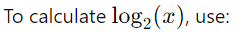 To calculate log₂(x), use: